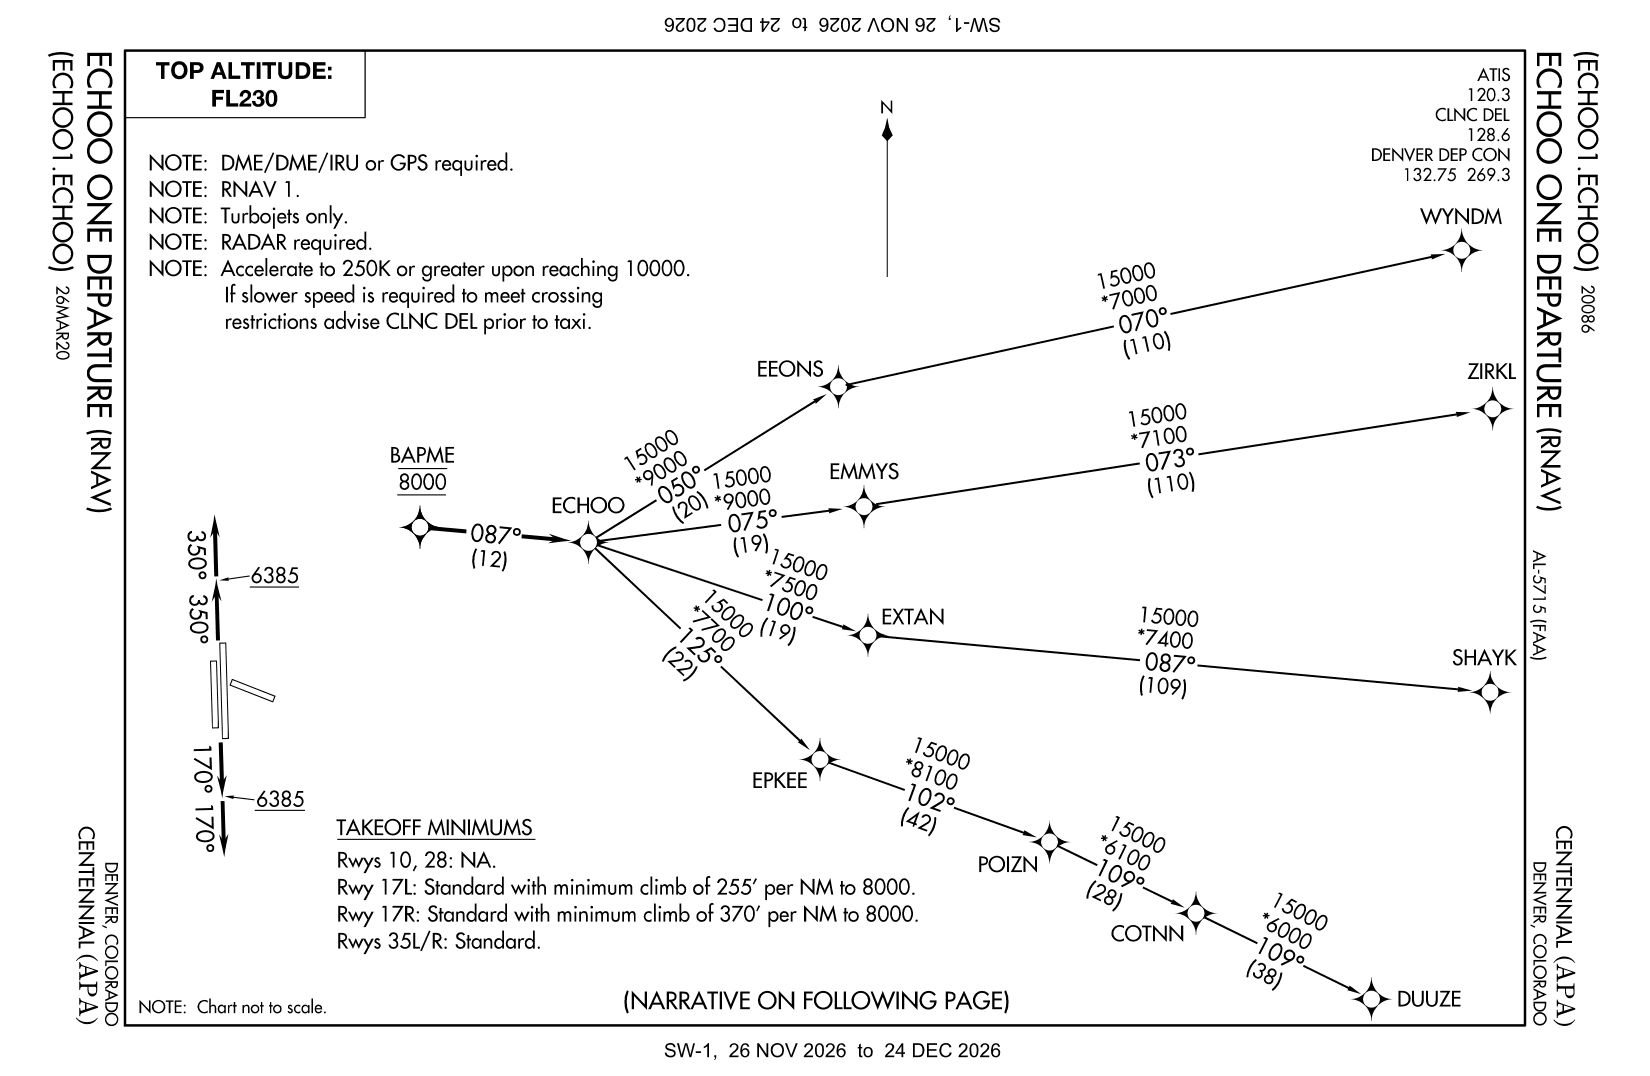 SW-1, 26 NOV 2026 to 24 DEC 2026
(ECHOO1.ECHOO) 26MAR20
ECHOO ONE DEPARTURE (RNAV)
DENVER, COLORADO
CENTENNIAL (APA)
TOP ALTITUDE:
FL230
NOTE: DME/DME/IRU or GPS required.
NOTE: RNAV 1.
NOTE: Turbojets only.
NOTE: RADAR required.
NOTE: Accelerate to 250K or greater upon reaching 10000.
If slower speed is required to meet crossing
restrictions advise CLNC DEL prior to taxi.
N
ATIS
120.3
CLNC DEL
128.6
DENVER DEP CON
132.75 269.3
WYNDM
15000
*7000
070°
(110)
EEONS
ZIRKL
15000
*7100
073°
(110)
15000
*9000
050°
(20)
15000
*9000
075°
(19)
EMMYS
BAPME
8000
087°
(12)
ECHOO
15000
*7500
100°
(19)
EXTAN
15000
*7400
087°
(109)
SHAYK
15000
*7700
125°
(22)
EPKEE
15000
*8100
102°
(42)
POIZN
15000
*6100
109°
(28)
COTNN
15000
*6000
109°
(38)
DUUZE
350°
6385
350°
170°
6385
170°
TAKEOFF MINIMUMS
Rwys 10, 28: NA.
Rwy 17L: Standard with minimum climb of 255' per NM to 8000.
Rwy 17R: Standard with minimum climb of 370' per NM to 8000.
Rwys 35L/R: Standard.
NOTE: Chart not to scale.
(NARRATIVE ON FOLLOWING PAGE)
(ECHOO1.ECHOO) 20086
ECHOO ONE DEPARTURE (RNAV)
AL-5715 (FAA)
CENTENNIAL (APA)
DENVER, COLORADO
SW-1, 26 NOV 2026 to 24 DEC 2026